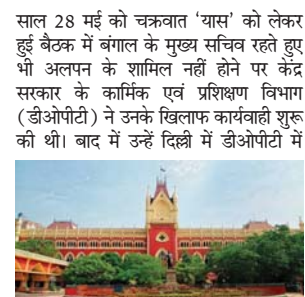 साल 28 मई को चक्रवात ‘यास’ को लेकर
हुई बैठक में बंगाल के मुख्य सचिव रहते हुए
भी अलपन के शामिल नहीं होने पर केंद्र
सरकार के कार्मिक एवं प्रशिक्षण विभाग
(डीओपीटी) ने उनके खिलाफ कार्यवाही शुरू
की थी। बाद में उन्हें दिल्ली में डीओपीटी में